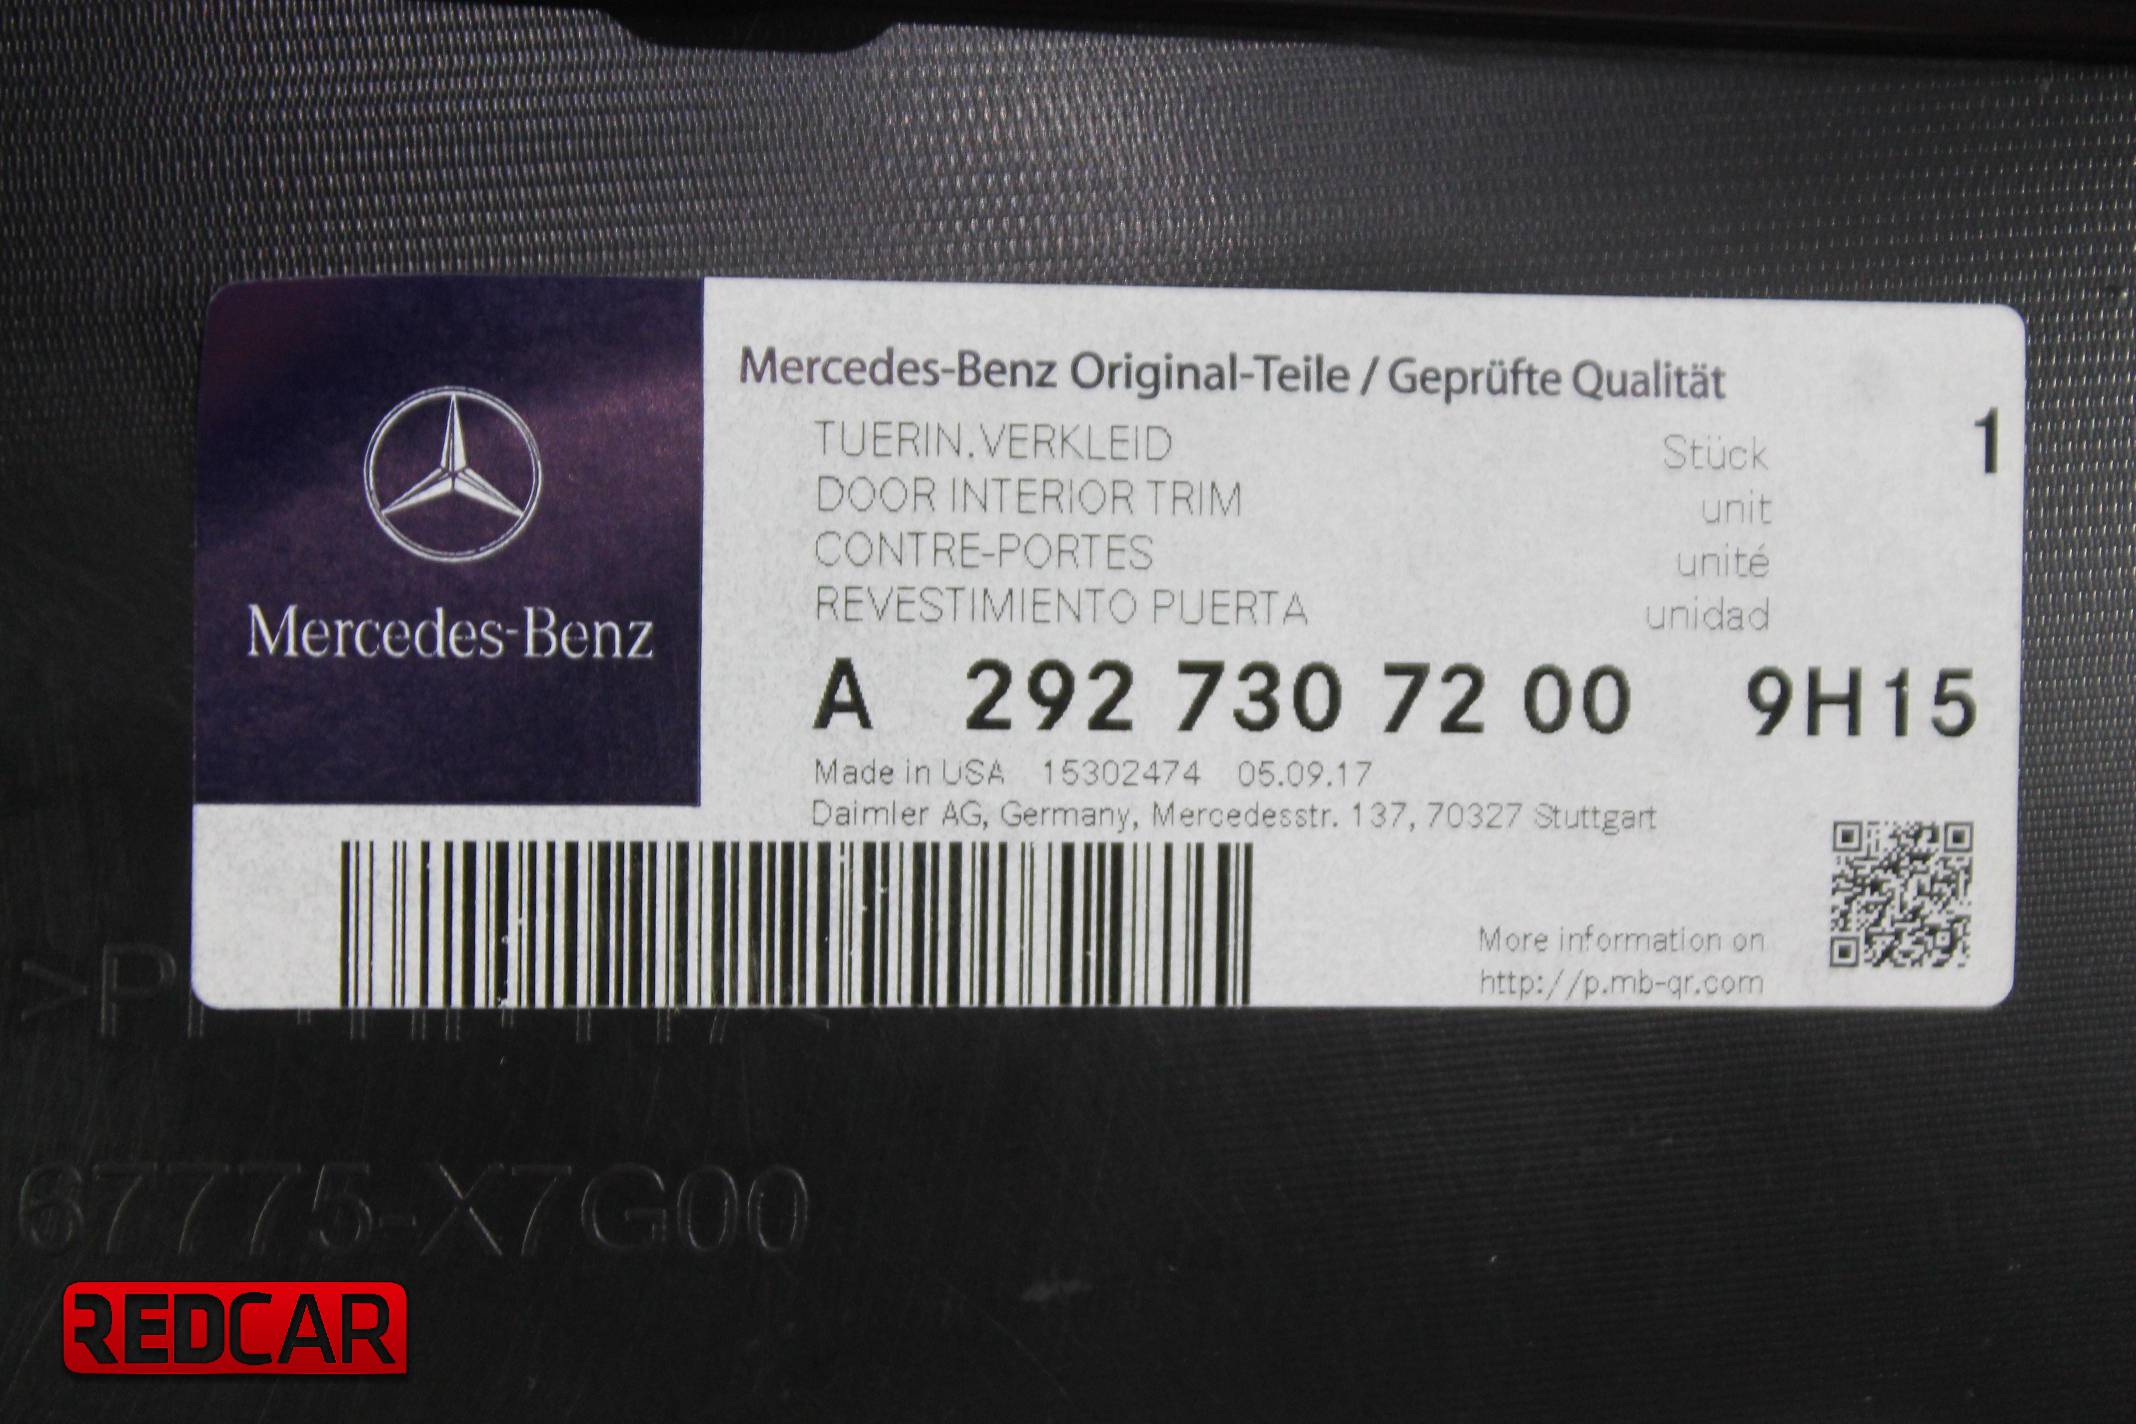 Mercedes-Benz
Mercedes-Benz Original-Teile / Geprüfte Qualität
TUERIN.VERKLEID Stück 1
DOOR INTERIOR TRIM unit
CONTRE-PORTES unité
REVESTIMIENTO PUERTA unidad
A 292 730 72 00 9H15
Made in USA 15302474 05.09.17
Daimler AG, Germany, Mercedesstr. 137, 70327 Stuttgart
More information on
http://p.mb-qr.com
67775-X7G00
REDCAR